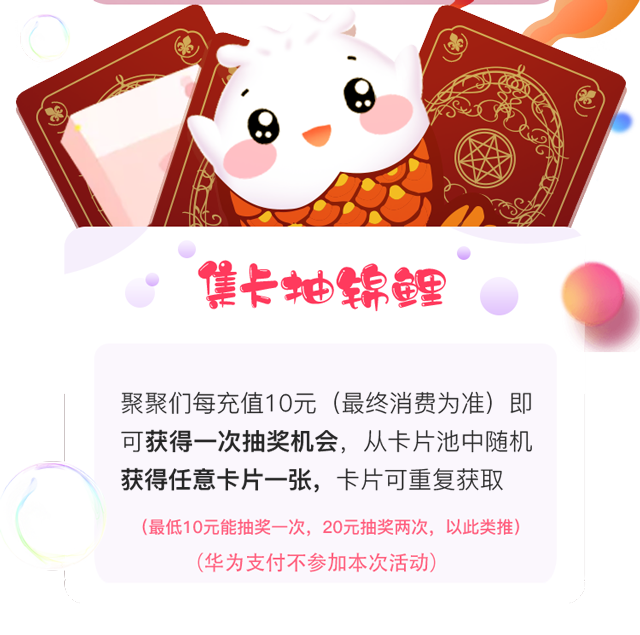 集卡抽锦鲤
聚聚们每充值10元（最终消费为准）即
可获得一次抽奖机会，从卡片池中随机
获得任意卡片一张，卡片可重复获取
（最低10元能抽奖一次，20元抽奖两次，以此类推）
（华为支付不参加本次活动）